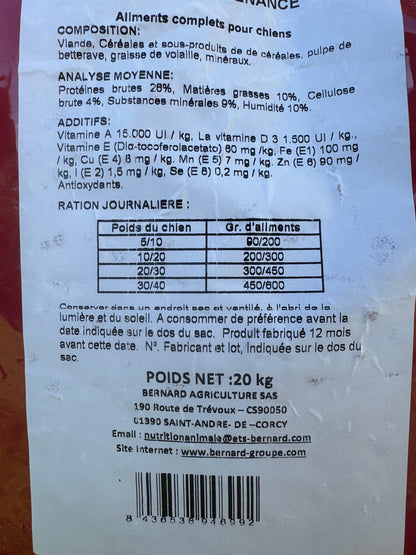 Aliments complets pour chiens
COMPOSITION:
Viande, Céréales et sous-produits de de céréales. pulpe de
betterave, graisse de volaille, minéraux.
ANALYSE MOYENNE:
Protéines brutes 26%, Matières grasses 10%, Cellulose
brute 4%, Substances minérales 9%, Humidité 10%.
ADDITIFS:
Vitamine A 15.000 UI / kg, La vitamine D 3 1.500 UI / kg.,
Vitamine E (Dla-tocoferolacetato) 60 mg /kg, Fe (E1) 100 mg
/ kg, Cu (E 4) 8 mg / kg. Mn (E 5) 7 mg / kg. Zn (E 6) 90 mg /
kg, I (E 2) 1,5 mg / kg, Se (E 8) 0,2 mg / kg.
Antioxydants.
RATION JOURNALIERE :
Poids du chien Gr. d'aliments
5/10 90/200
10/20 200/300
20/30 300/450
30/40 450/600
Conserver dans un endroit sec et ventilé, à l'abri de la
lumière et du soleil. A consommer de préférence avant la
date indiquée sur le dos du sac. Produit fabriqué 12 mois
avant cette date. N°. Fabricant et lot, indiquée sur le dos du
sac.
POIDS NET :20 kg
BERNARD AGRICULTURE SAS
190 Route de Trévoux – CS90050
01390 SAINT-ANDRE- DE –CORCY
Email : nutritionanimale@ets-bernard.com
Site internet : www.bernard-groupe.com
8 436538 946992